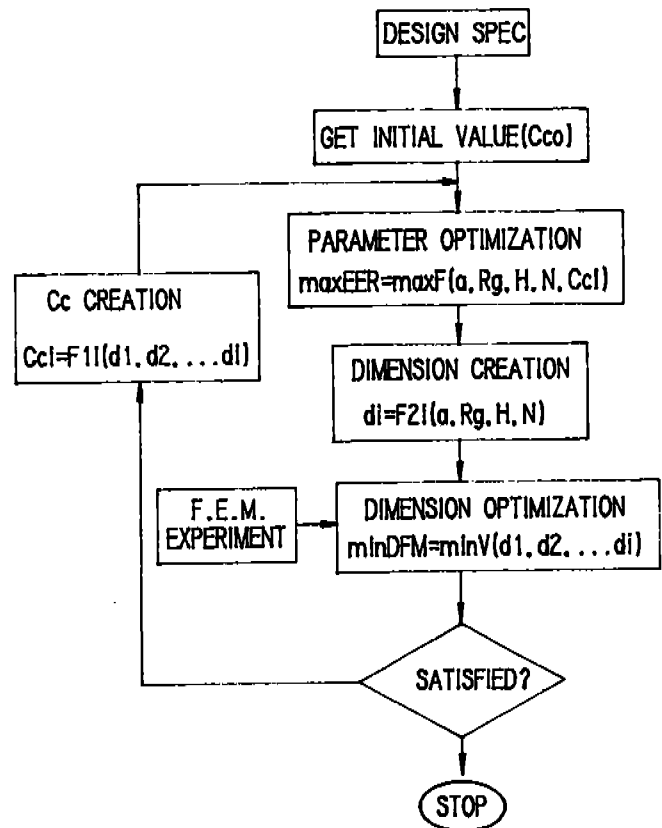 DESIGN SPEC
GET INITIAL VALUE(Cco)
PARAMETER OPTIMIZATION
maxEER=maxF(a, Rg, H, N, Cci)
Cc CREATION
Cci=F1i(d1, d2, ... di)
DIMENSION CREATION
di=F2i(a, Rg, H, N)
F.E.M.
EXPERIMENT
DIMENSION OPTIMIZATION
minDFM=minV(d1, d2, ... di)
SATISFIED?
STOP